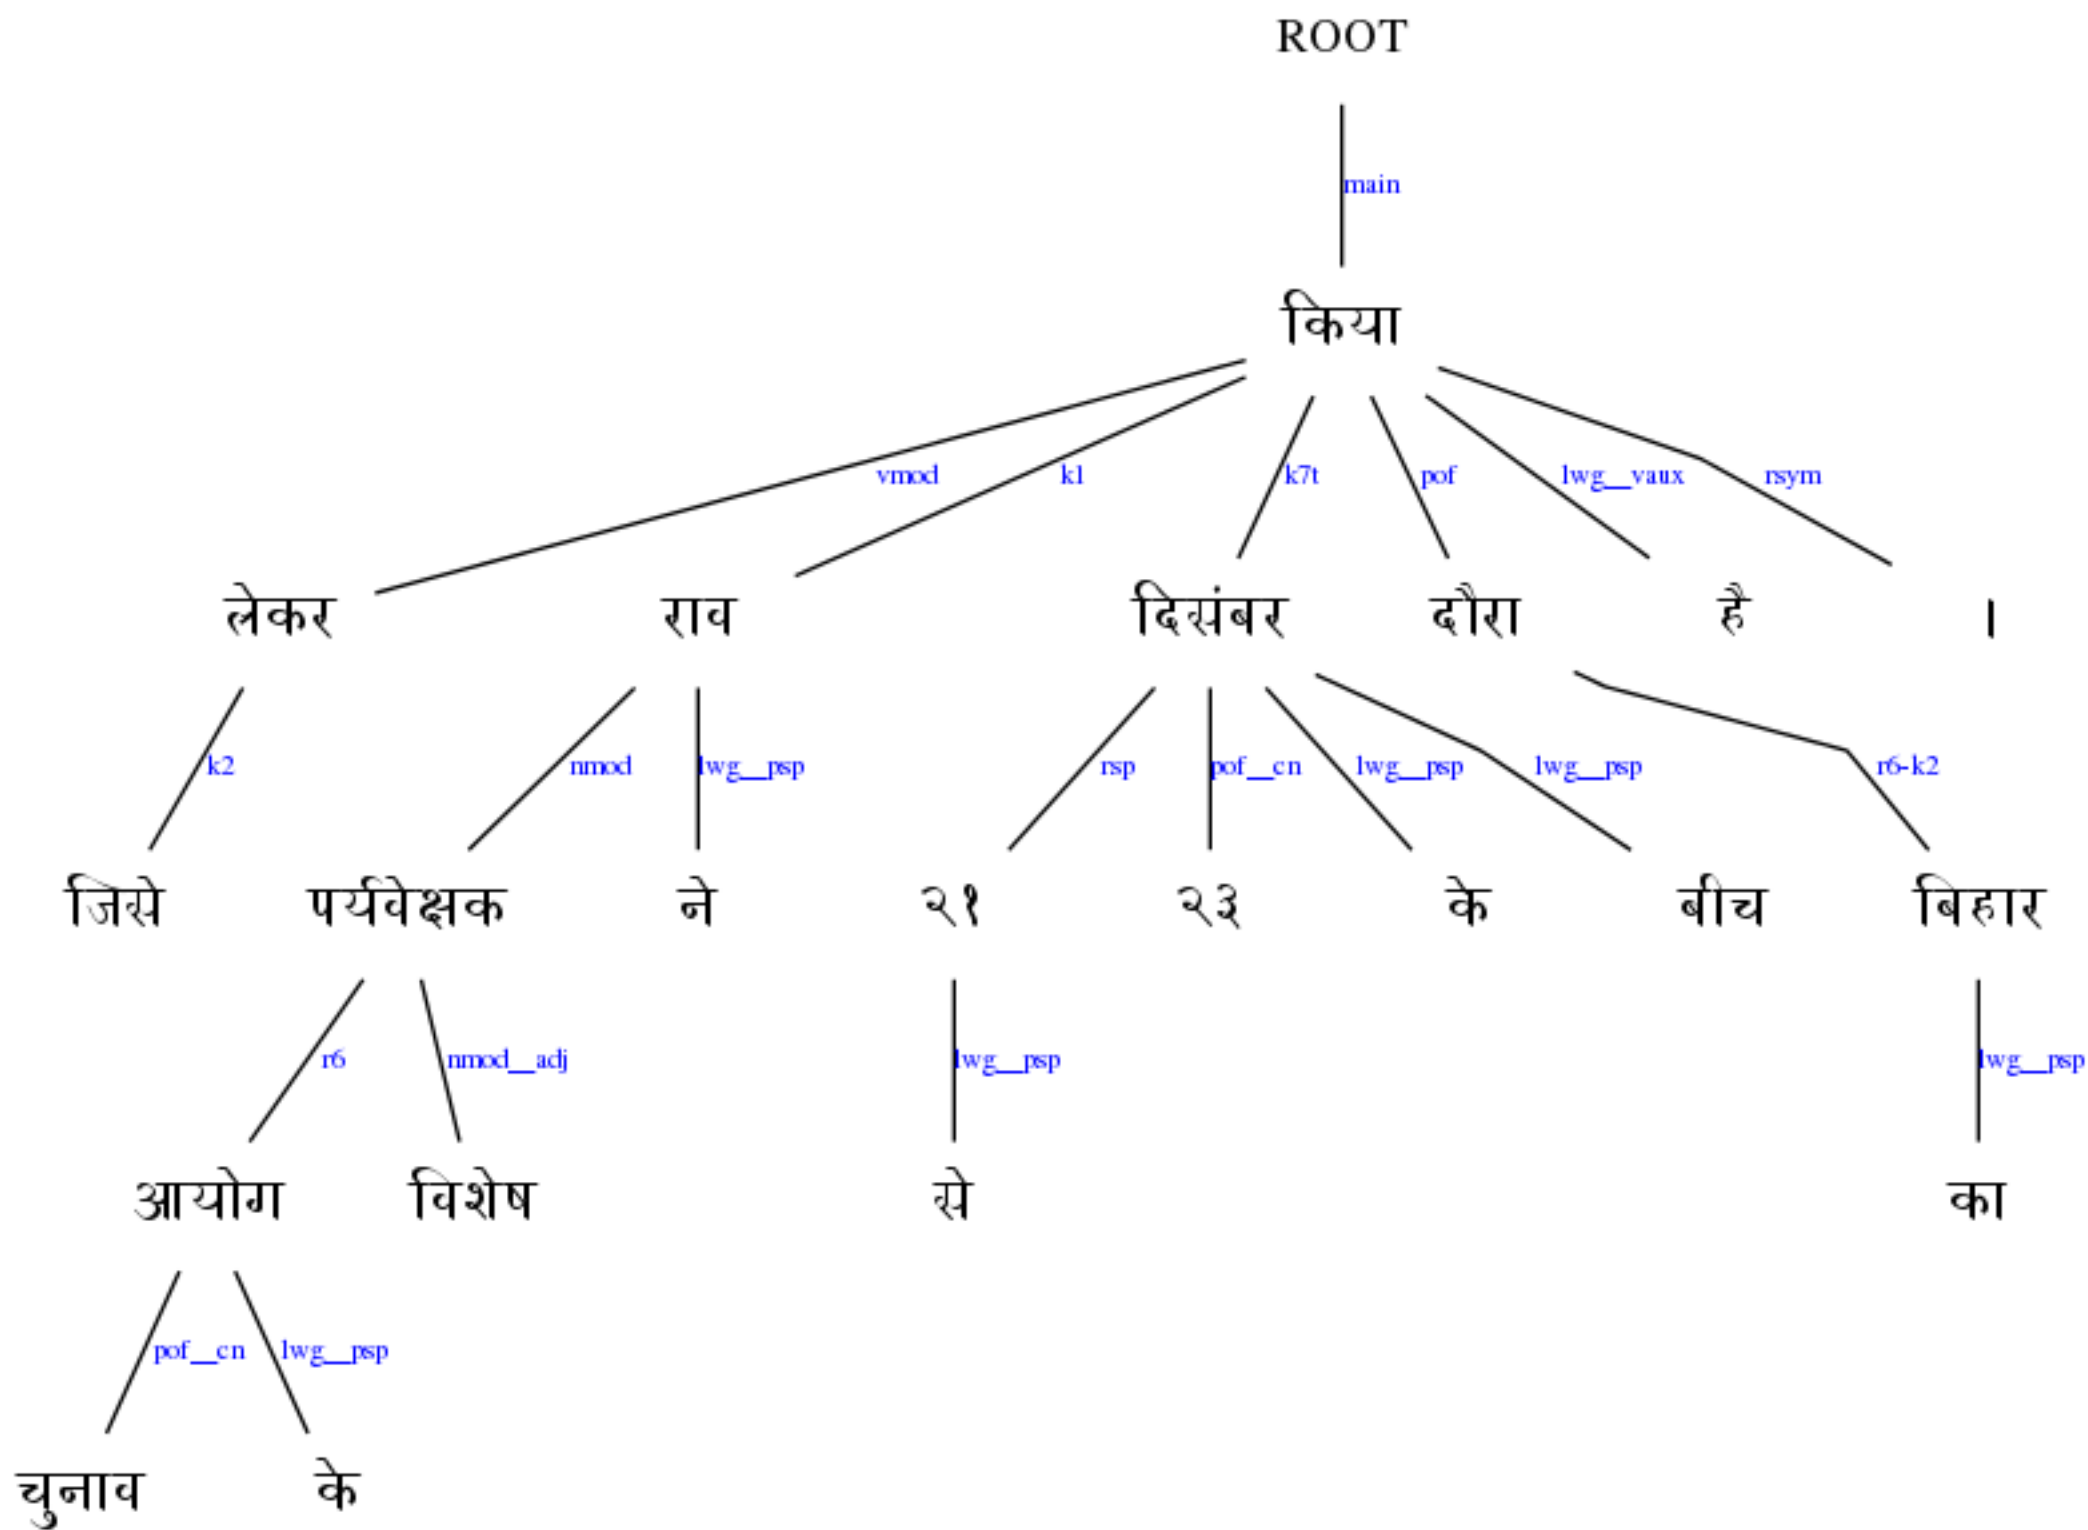 ROOT
main
किया
vmod k1 k7t pof lwg__vaux rsym
लेकर राव दिसंबर दौरा है ।
k2 nmod lwg__psp rsp pof__cn lwg__psp lwg__psp r6-k2
जिसे पर्यवेक्षक ने २१ २३ के बीच बिहार
r6 nmod__adj lwg__psp lwg__psp
आयोग विशेष से का
pof__cn lwg__psp
चुनाव के